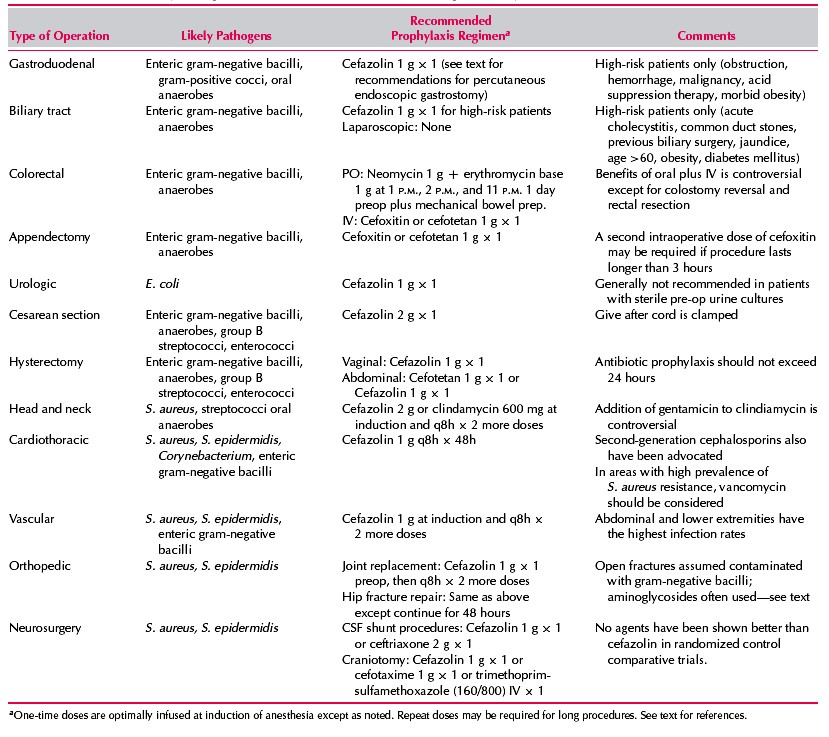 Type of Operation Likely Pathogens Recommended Prophylaxis Regimenᵃ Comments
Gastroduodenal Enteric gram-negative bacilli, Cefazolin 1 g × 1 (see text for High-risk patients only (obstruction,
gram-positive cocci, oral recommendations for percutaneous hemorrhage, malignancy, acid
anaerobes endoscopic gastrostomy) suppression therapy, morbid obesity)
Biliary tract Enteric gram-negative bacilli, Cefazolin 1 g × 1 for high-risk patients High-risk patients only (acute
anaerobes Laparoscopic: None cholecystitis, common duct stones,
previous biliary surgery, jaundice,
age >60, obesity, diabetes mellitus)
Colorectal Enteric gram-negative bacilli, PO: Neomycin 1 g + erythromycin base Benefits of oral plus IV is controversial
anaerobes 1 g at 1 P.M., 2 P.M., and 11 P.M. 1 day except for colostomy reversal and
preop plus mechanical bowel prep. rectal resection
IV: Cefoxitin or cefotetan 1 g × 1
Appendectomy Enteric gram-negative bacilli, Cefoxitin or cefotetan 1 g × 1 A second intraoperative dose of cefoxitin
anaerobes may be required if procedure lasts
longer than 3 hours
Urologic E. coli Cefazolin 1 g × 1 Generally not recommended in patients
with sterile pre-op urine cultures
Cesarean section Enteric gram-negative bacilli, Cefazolin 2 g × 1 Give after cord is clamped
anaerobes, group B
streptococci, enterococci
Hysterectomy Enteric gram-negative bacilli, Vaginal: Cefazolin 1 g × 1 Antibiotic prophylaxis should not exceed
anaerobes, group B Abdominal: Cefotetan 1 g × 1 or 24 hours
streptococci, enterococci Cefazolin 1 g × 1
Head and neck S. aureus, streptococci oral Cefazolin 2 g or clindamycin 600 mg at Addition of gentamicin to clindiamycin is
anaerobes induction and q8h × 2 more doses controversial
Cardiothoracic S. aureus, S. epidermidis, Cefazolin 1 g q8h × 48h Second-generation cephalosporins also
Corynebacterium, enteric have been advocated
gram-negative bacilli In areas with high prevalence of
S. aureus resistance, vancomycin
should be considered
Vascular S. aureus, S. epidermidis, Cefazolin 1 g at induction and q8h × Abdominal and lower extremities have
enteric gram-negative 2 more doses the highest infection rates
bacilli
Orthopedic S. aureus, S. epidermidis Joint replacement: Cefazolin 1 g × 1 Open fractures assumed contaminated
preop, then q8h × 2 more doses with gram-negative bacilli;
Hip fracture repair: Same as above aminoglycosides often used—see text
except continue for 48 hours
Neurosurgery S. aureus, S. epidermidis CSF shunt procedures: Cefazolin 1 g × 1 No agents have been shown better than
or ceftriaxone 2 g × 1 cefazolin in randomized control
Craniotomy: Cefazolin 1 g × 1 or comparative trials.
cefotaxime 1 g × 1 or trimethoprim-
sulfamethoxazole (160/800) IV × 1
ᵃOne-time doses are optimally infused at induction of anesthesia except as noted. Repeat doses may be required for long procedures. See text for references.